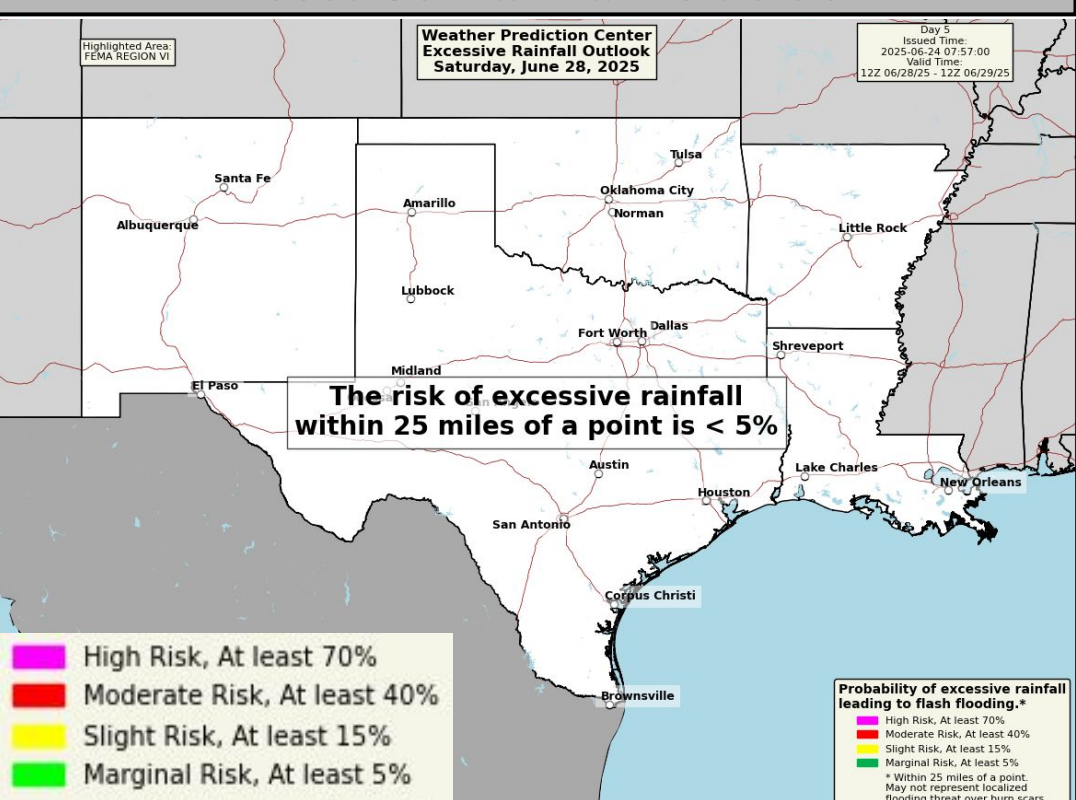 Highlighted Area:
FEMA REGION VI
Weather Prediction Center
Excessive Rainfall Outlook
Saturday, June 28, 2025
Day 5
Issued Time:
2025-06-24 07:57:00
Valid Time:
12Z 06/28/25 - 12Z 06/29/25
Tulsa
Santa Fe
Oklahoma City
Amarillo
Norman
Albuquerque
Little Rock
Lubbock
Dallas
Fort Worth
Shreveport
Midland
El Paso
The risk of excessive rainfall
within 25 miles of a point is < 5%
Austin
Lake Charles
New Orleans
Houston
San Antonio
Corpus Christi
Brownsville
High Risk, At least 70%
Moderate Risk, At least 40%
Slight Risk, At least 15%
Marginal Risk, At least 5%
Probability of excessive rainfall
leading to flash flooding.*
High Risk, At least 70%
Moderate Risk, At least 40%
Slight Risk, At least 15%
Marginal Risk, At least 5%
* Within 25 miles of a point.
May not represent localized
flooding threat over burn scars